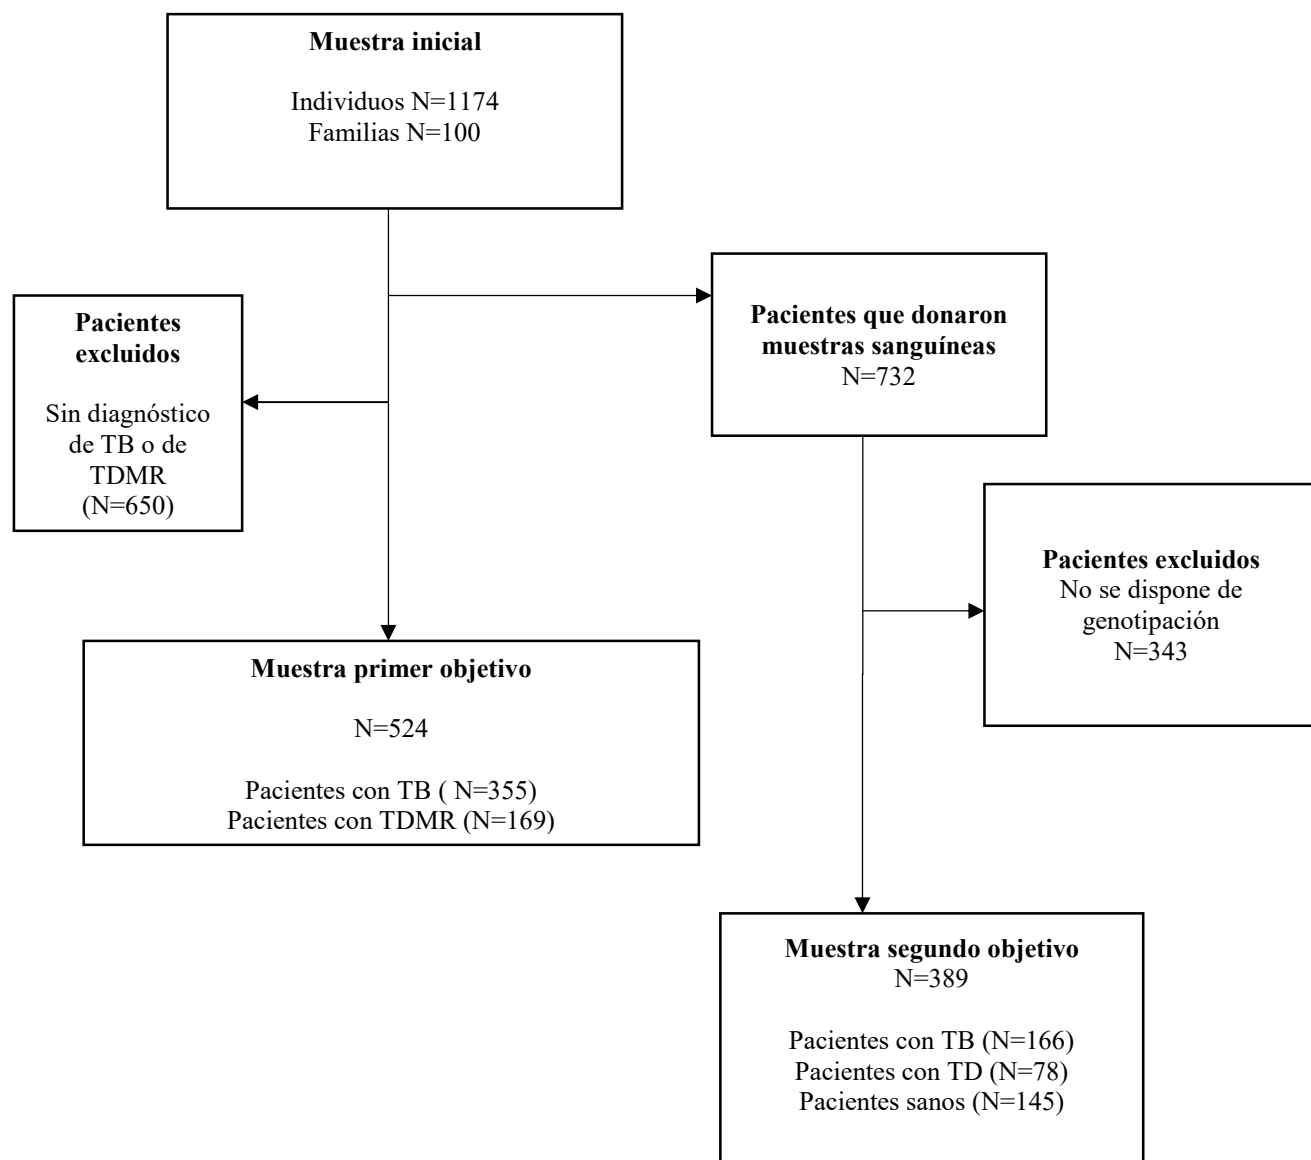 Muestra inicial
Individuos N=1174
Familias N=100
Pacientes
excluidos
Sin diagnóstico
de TB o de
TDMR
(N=650)
Pacientes que donaron
muestras sanguíneas
N=732
Pacientes excluidos
No se dispone de
genotipación
N=343
Muestra primer objetivo
N=524
Pacientes con TB ( N=355)
Pacientes con TDMR (N=169)
Muestra segundo objetivo
N=389
Pacientes con TB (N=166)
Pacientes con TD (N=78)
Pacientes sanos (N=145)